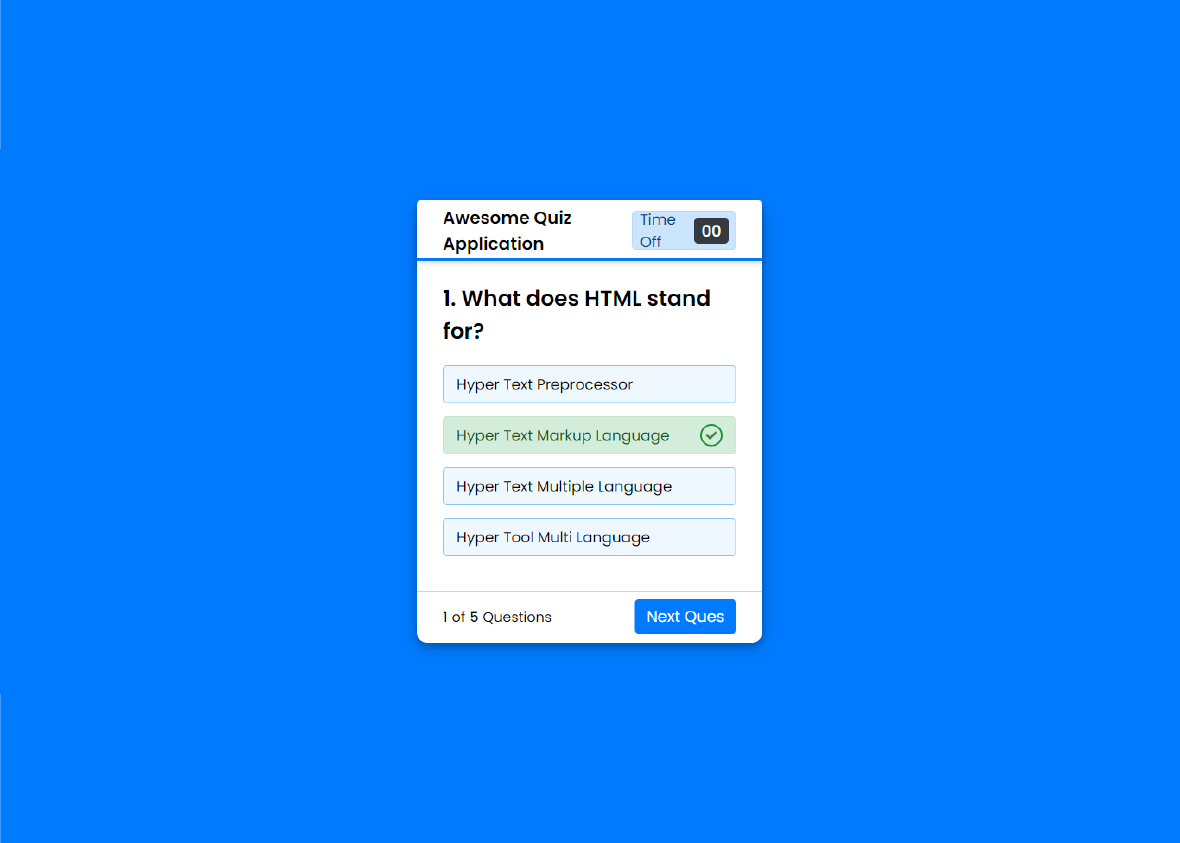 Awesome Quiz
Application
Time
Off
00
1. What does HTML stand
for?
Hyper Text Preprocessor
Hyper Text Markup Language
Hyper Text Multiple Language
Hyper Tool Multi Language
1 of 5 Questions
Next Ques